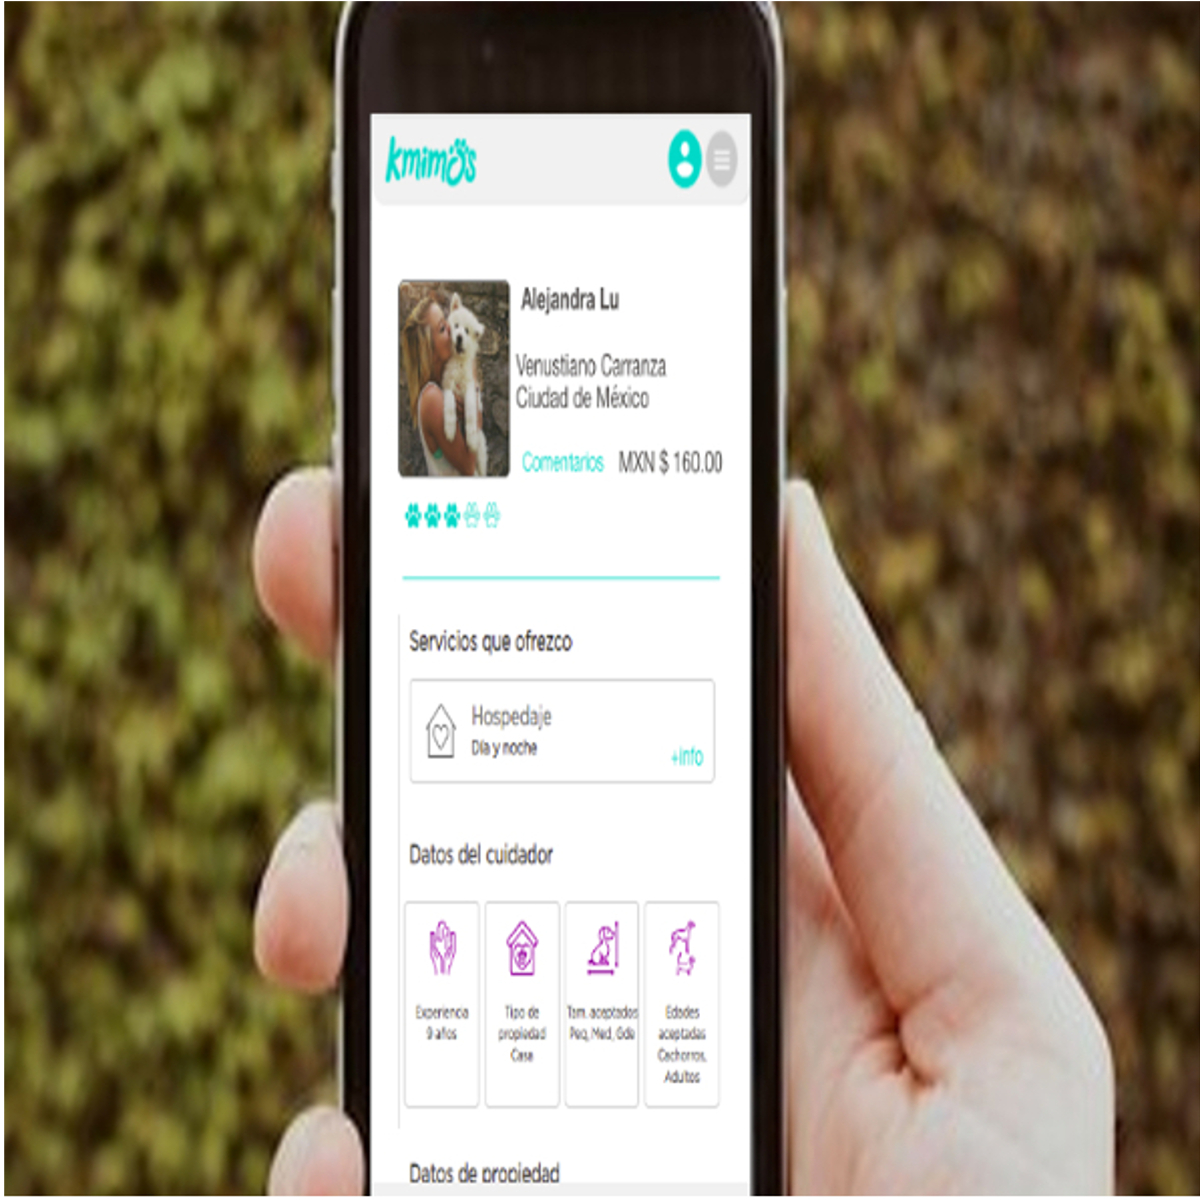 kmimos
Alejandra Lu
Venustiano Carranza
Ciudad de México
Comentarios MXN $ 160.00
Servicios que ofrezco
Hospedaje
Día y noche
+info
Datos del cuidador
Experiencia
9 años
Tipo de
propiedad
Casa
Tam. aceptados
Peq, Med, Gde
Edades
aceptadas
Cachorros,
Adultos
Datos de propiedad